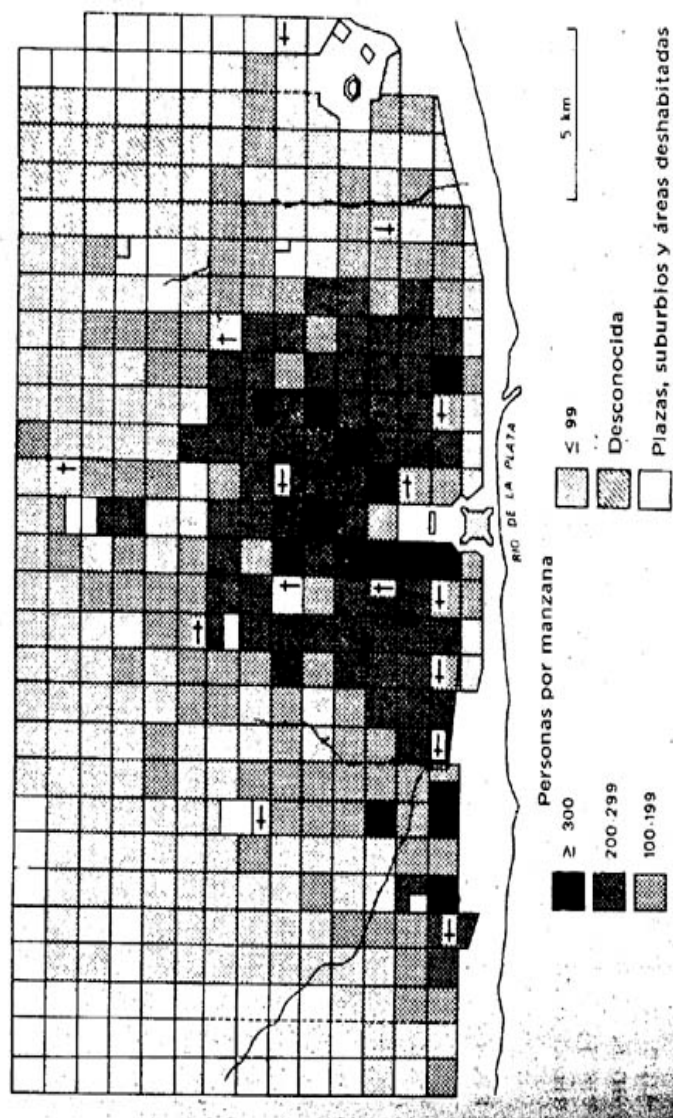 RIO DE LA PLATA
5 km
Personas por manzana
≥ 300
200-299
100-199
≤ 99
Desconocida
Plazas, suburbios y áreas deshabitadas